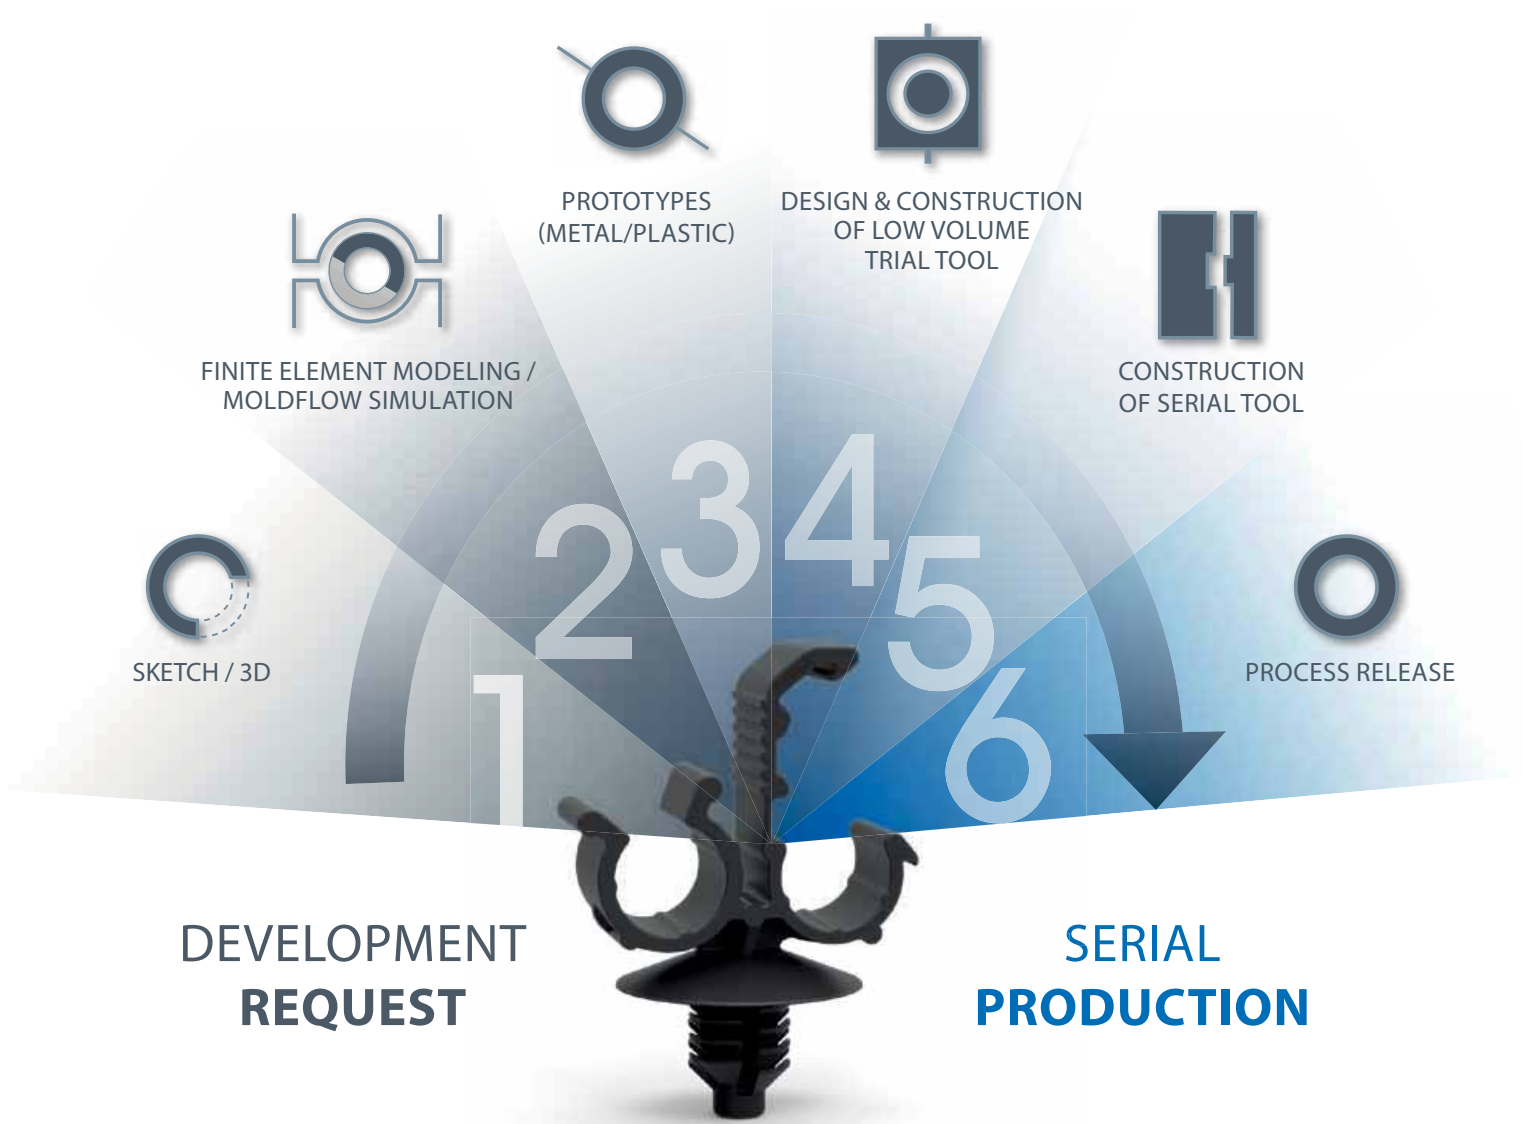 PROTOTYPES
(METAL/PLASTIC)
DESIGN & CONSTRUCTION
OF LOW VOLUME
TRIAL TOOL
FINITE ELEMENT MODELING /
MOLDFLOW SIMULATION
CONSTRUCTION
OF SERIAL TOOL
SKETCH / 3D
PROCESS RELEASE
1
2
3
4
5
6
DEVELOPMENT
REQUEST
SERIAL
PRODUCTION